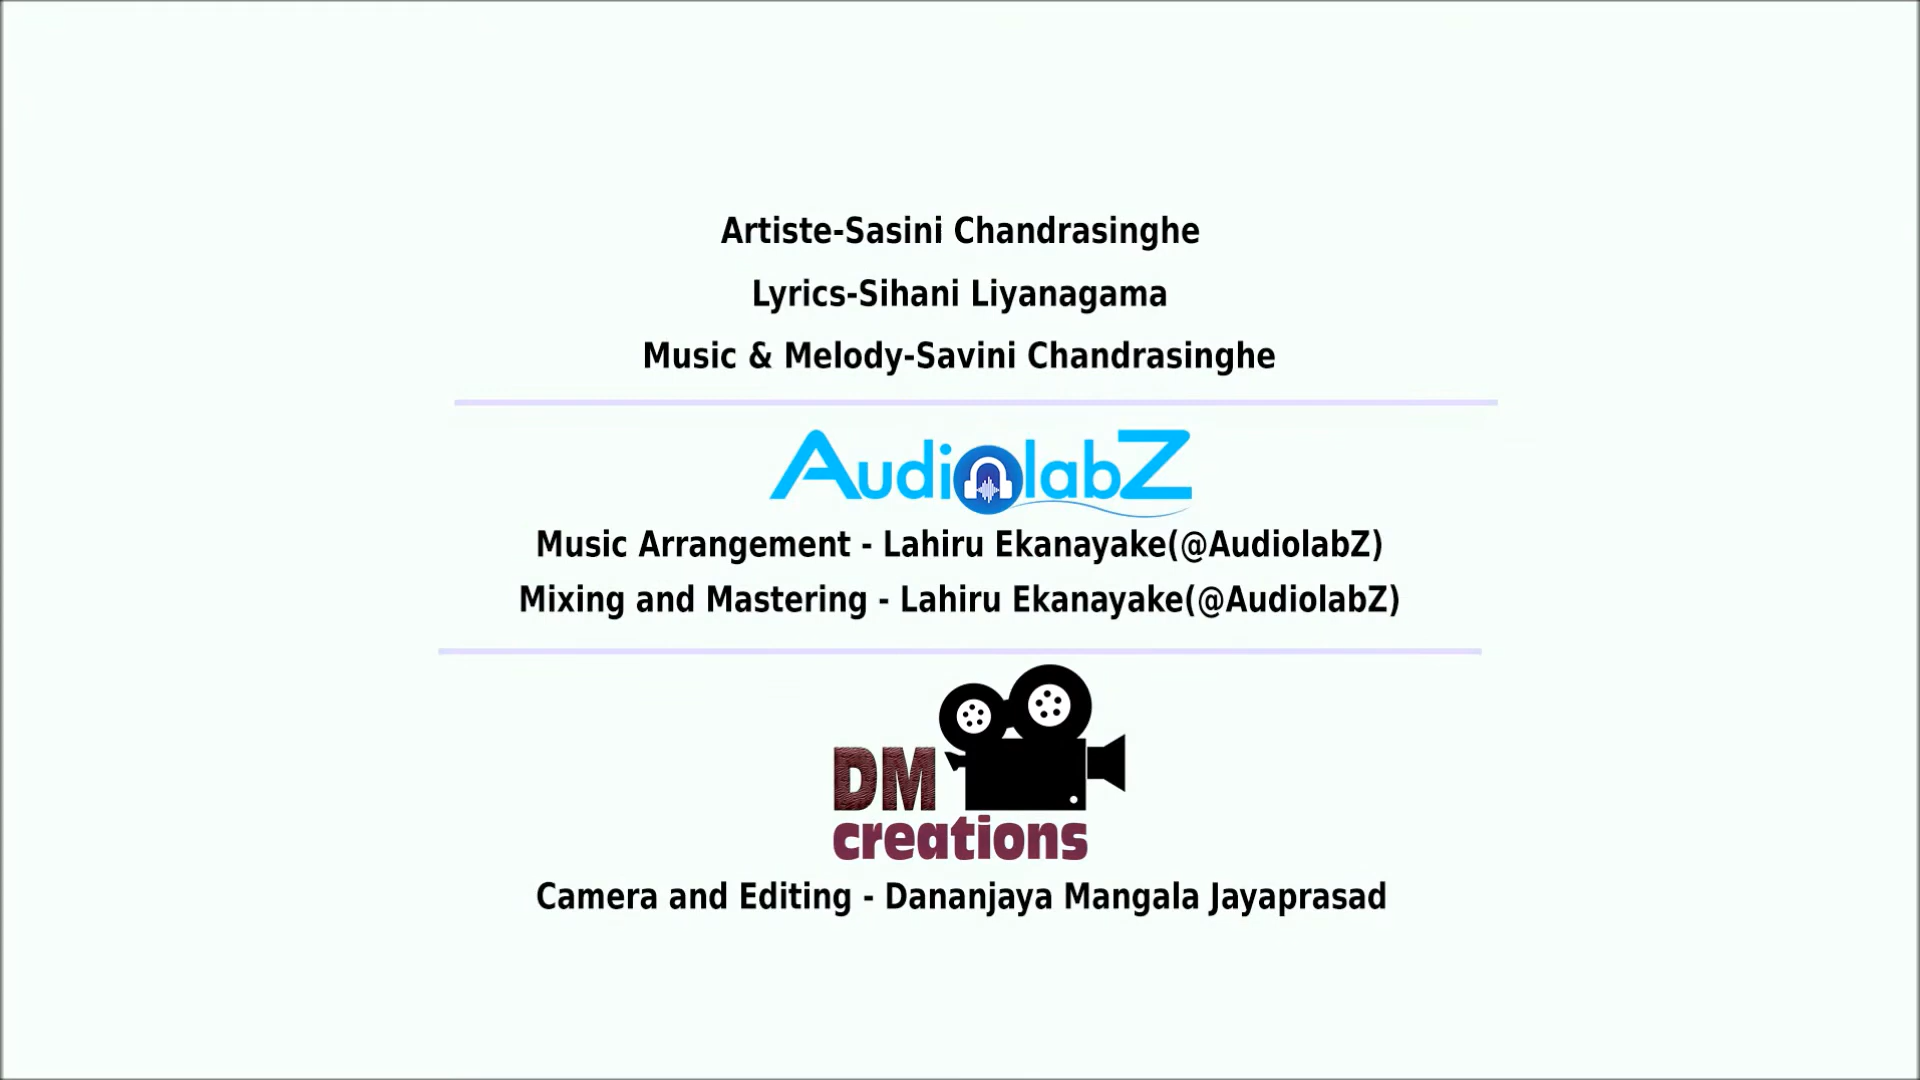 Artiste-Sasini Chandrasinghe
Lyrics-Sihani Liyanagama
Music & Melody-Savini Chandrasinghe
AudiolabZ
Music Arrangement - Lahiru Ekanayake(@AudiolabZ)
Mixing and Mastering - Lahiru Ekanayake(@AudiolabZ)
DM
creations
Camera and Editing - Dananjaya Mangala Jayaprasad